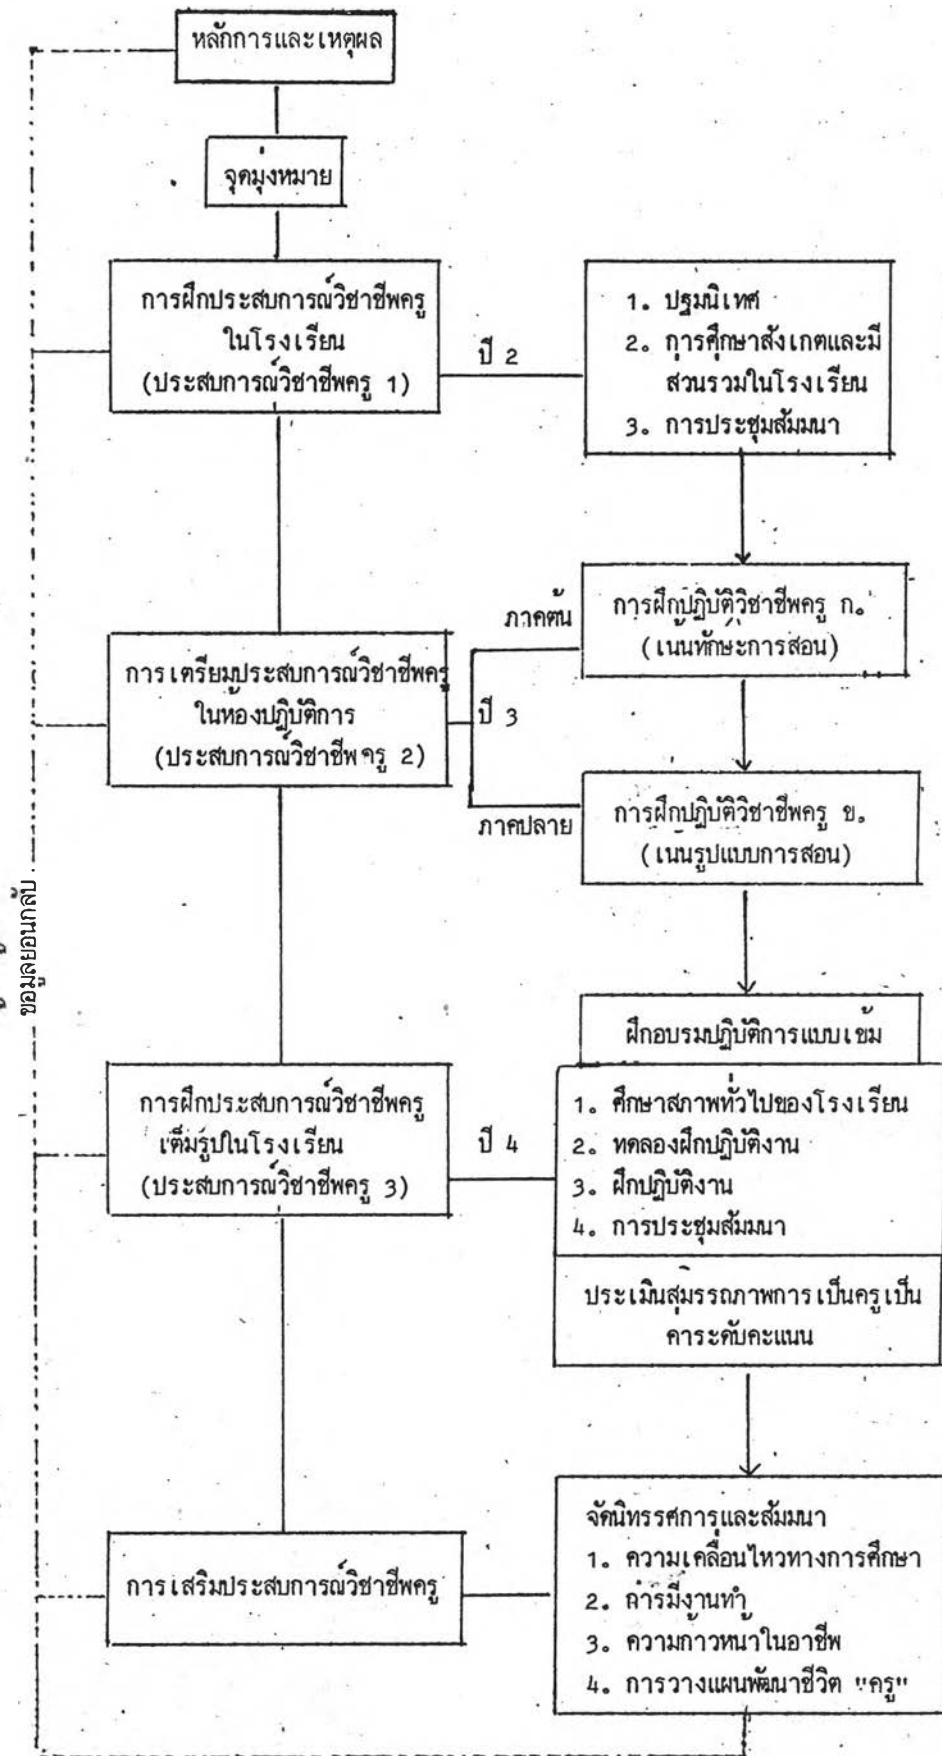 หลักการและเหตุผล
จุดมุ่งหมาย
การฝึกประสบการณ์วิชาชีพครู
ในโรงเรียน
(ประสบการณ์วิชาชีพครู 1)
ปี 2
1. ปฐมนิเทศ
2. การศึกษาสังเกตและมี
ส่วนร่วมในโรงเรียน
3. การประชุมสัมมนา
การเตรียมประสบการณ์วิชาชีพครู
ในห้องปฏิบัติการ
(ประสบการณ์วิชาชีพครู 2)
ปี 3
ภาคต้น
การฝึกปฏิบัติวิชาชีพครู ก.
(เน้นทักษะการสอน)
ภาคปลาย
การฝึกปฏิบัติวิชาชีพครู ข.
(เน้นรูปแบบการสอน)
ข้อมูลย้อนกลับ
การฝึกประสบการณ์วิชาชีพครู
เต็มรูปในโรงเรียน
(ประสบการณ์วิชาชีพครู 3)
ปี 4
ฝึกอบรมปฏิบัติการแบบเข้ม
1. ศึกษาสภาพทั่วไปของโรงเรียน
2. ทดลองฝึกปฏิบัติงาน
3. ฝึกปฏิบัติงาน
4. การประชุมสัมมนา
ประเมินสมรรถภาพการเป็นครูเป็น
ค่าระดับคะแนน
การเสริมประสบการณ์วิชาชีพครู
จัดนิทรรศการและสัมมนา
1. ความเคลื่อนไหวทางการศึกษา
2. การมีงานทำ
3. ความก้าวหน้าในอาชีพ
4. การวางแผนพัฒนาชีวิต "ครู"